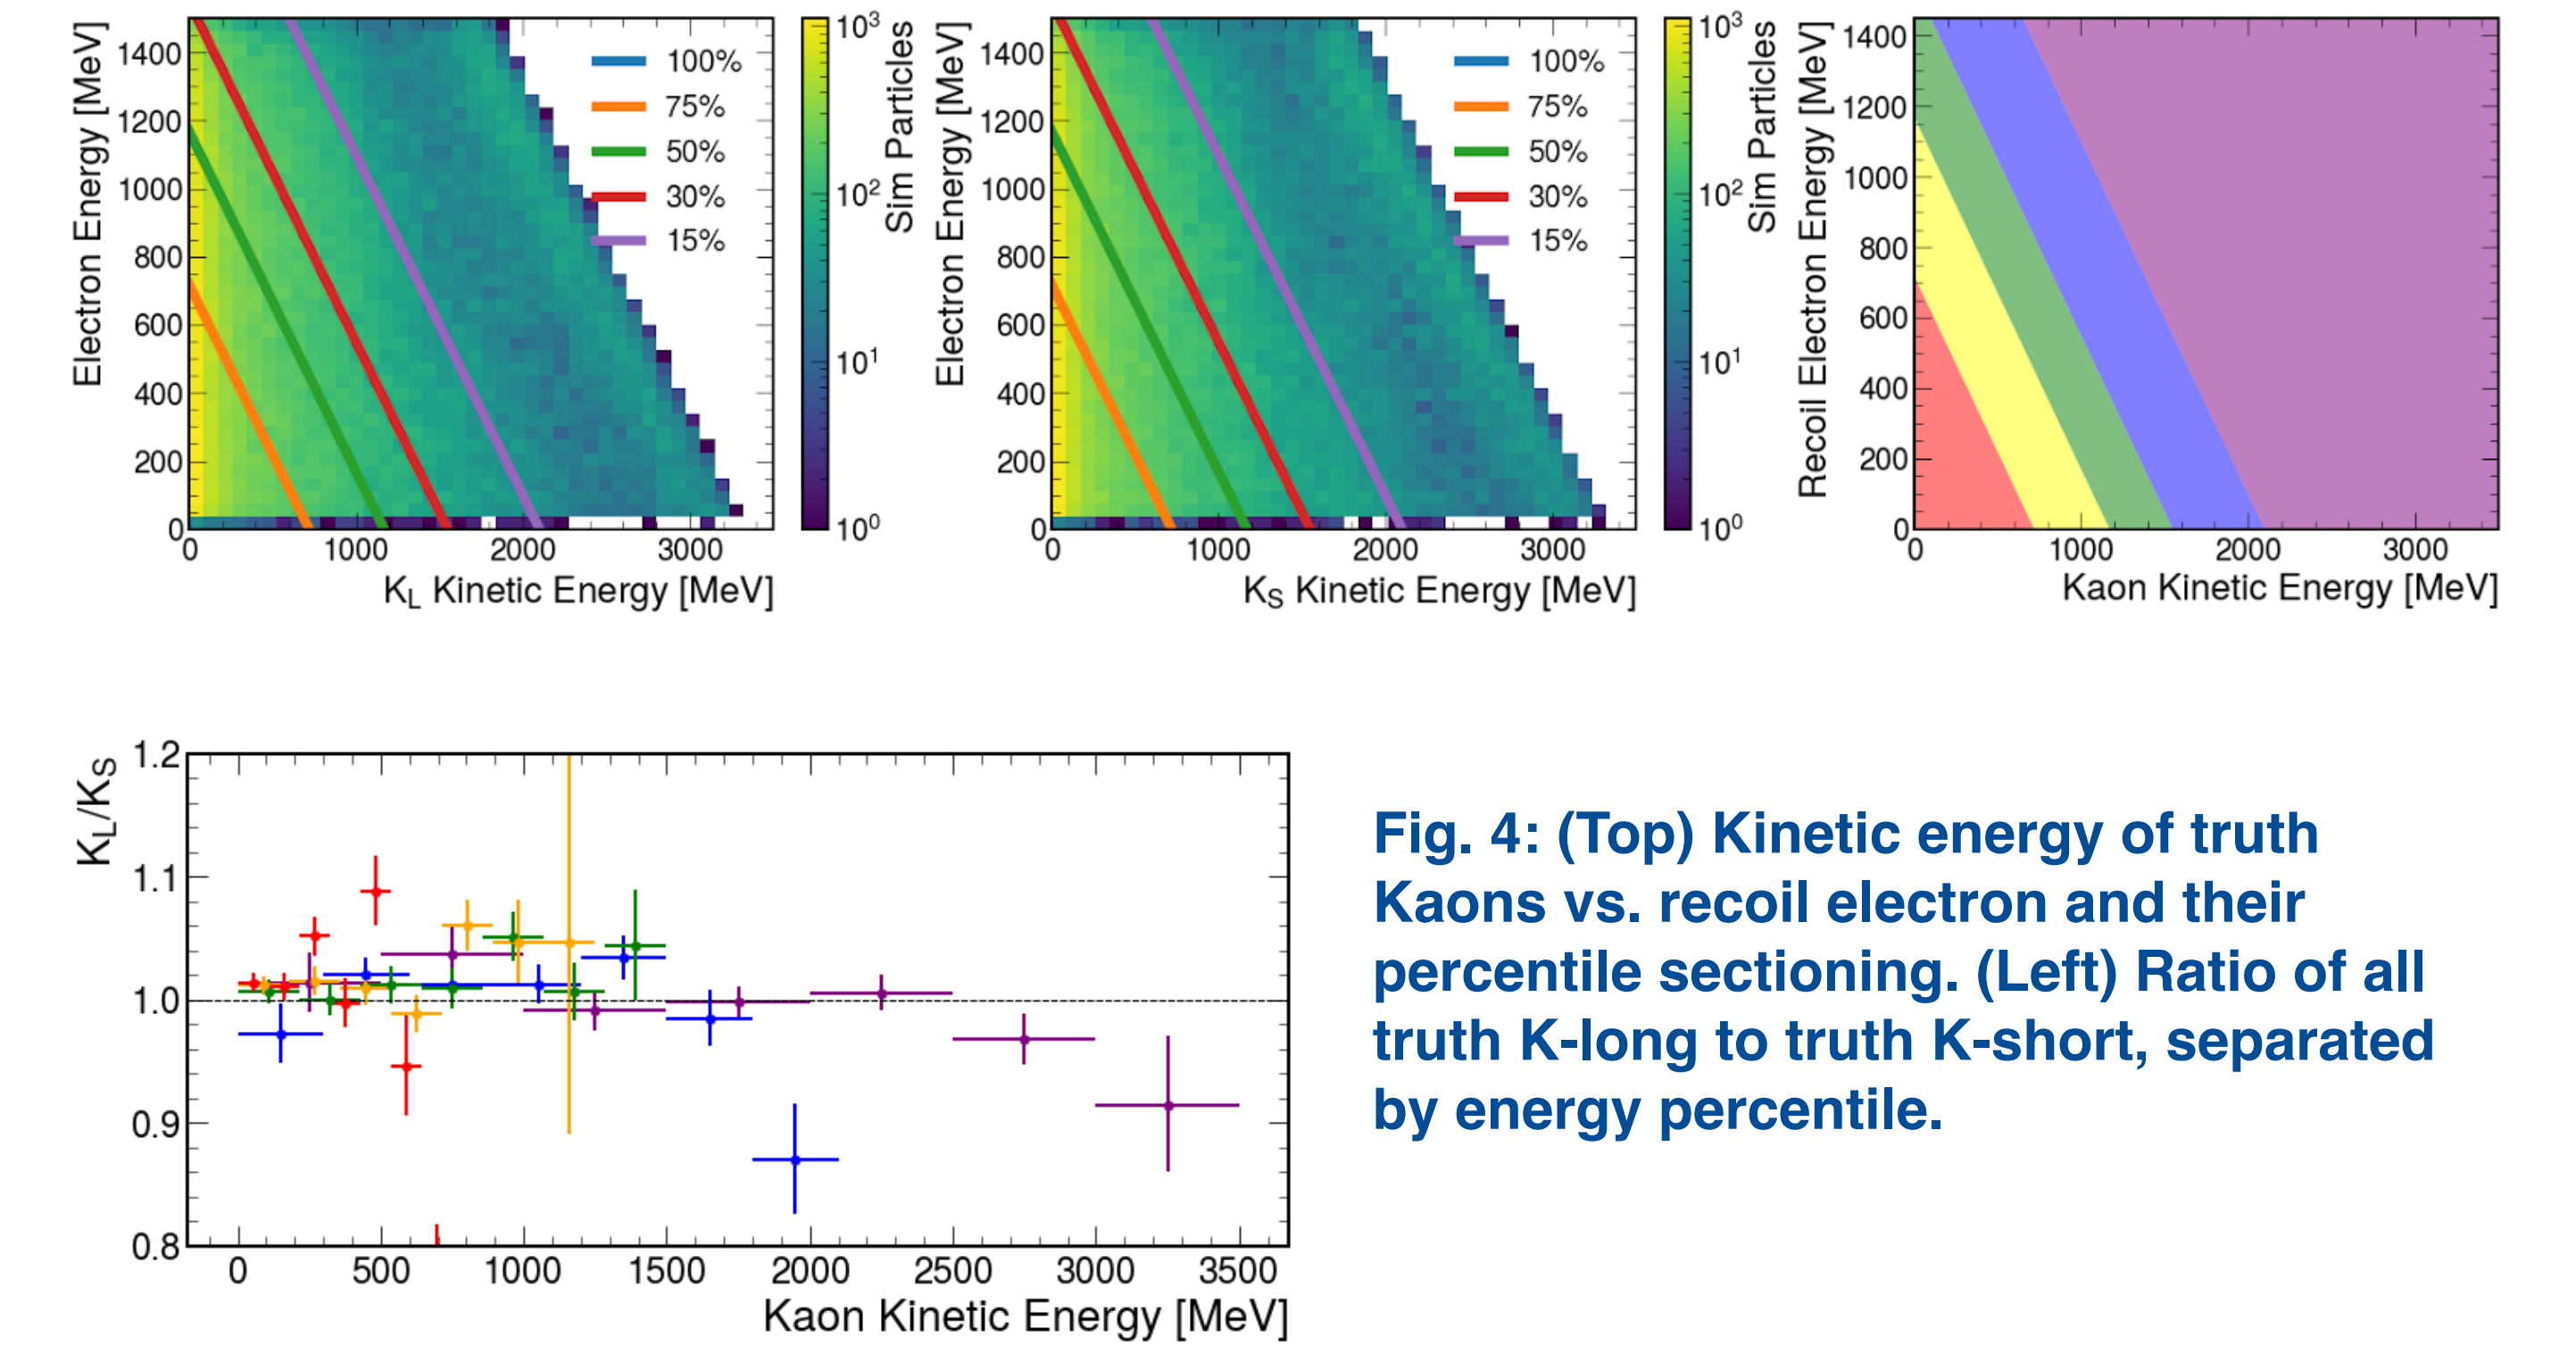 Electron Energy [MeV]
1400
1200
1000
800
600
400
200
0
0 1000 2000 3000
K_L Kinetic Energy [MeV]
100%
75%
50%
30%
15%
10³
10²
10¹
10⁰
Sim Particles
Electron Energy [MeV]
1400
1200
1000
800
600
400
200
0
0 1000 2000 3000
K_S Kinetic Energy [MeV]
100%
75%
50%
30%
15%
10³
10²
10¹
10⁰
Sim Particles
Recoil Electron Energy [MeV]
1400
1200
1000
800
600
400
200
0
0 1000 2000 3000
Kaon Kinetic Energy [MeV]
K_L/K_S
1.2
1.1
1.0
0.9
0.8
0 500 1000 1500 2000 2500 3000 3500
Kaon Kinetic Energy [MeV]
Fig. 4: (Top) Kinetic energy of truth
Kaons vs. recoil electron and their
percentile sectioning. (Left) Ratio of all
truth K-long to truth K-short, separated
by energy percentile.